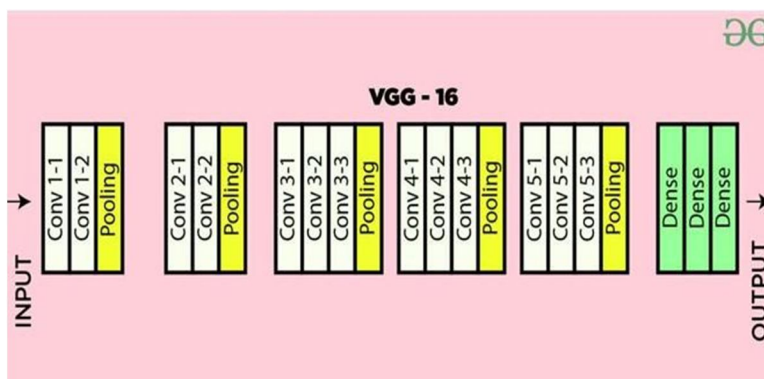 VGG - 16
INPUT
Conv 1-1
Conv 1-2
Pooling
Conv 2-1
Conv 2-2
Pooling
Conv 3-1
Conv 3-2
Conv 3-3
Pooling
Conv 4-1
Conv 4-2
Conv 4-3
Pooling
Conv 5-1
Conv 5-2
Conv 5-3
Pooling
Dense
Dense
Dense
OUTPUT